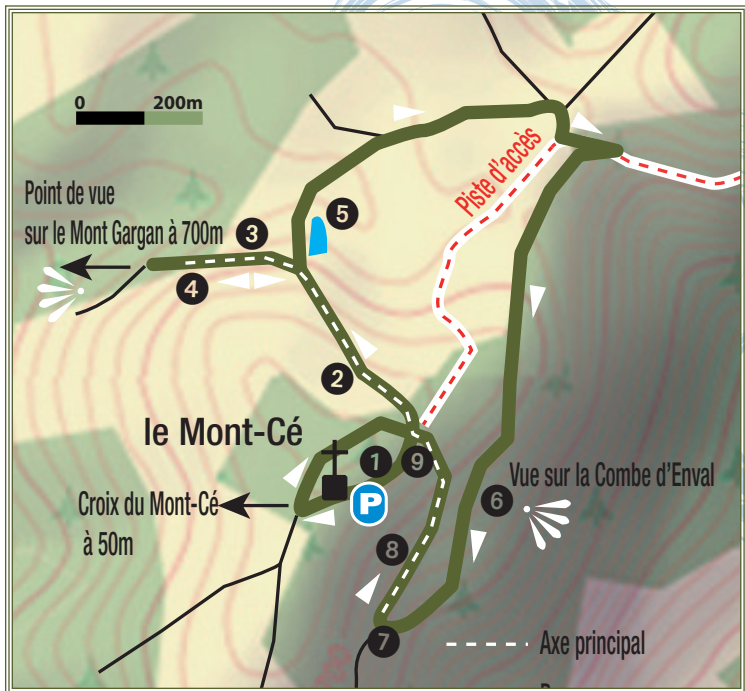 0 200m
Piste d'accès
Point de vue
sur le Mont Gargan à 700m
5
3
4
2
le Mont-Cé
1
9
P
Vue sur la Combe d'Enval
6
Croix du Mont-Cé
à 50m
8
7
Axe principal